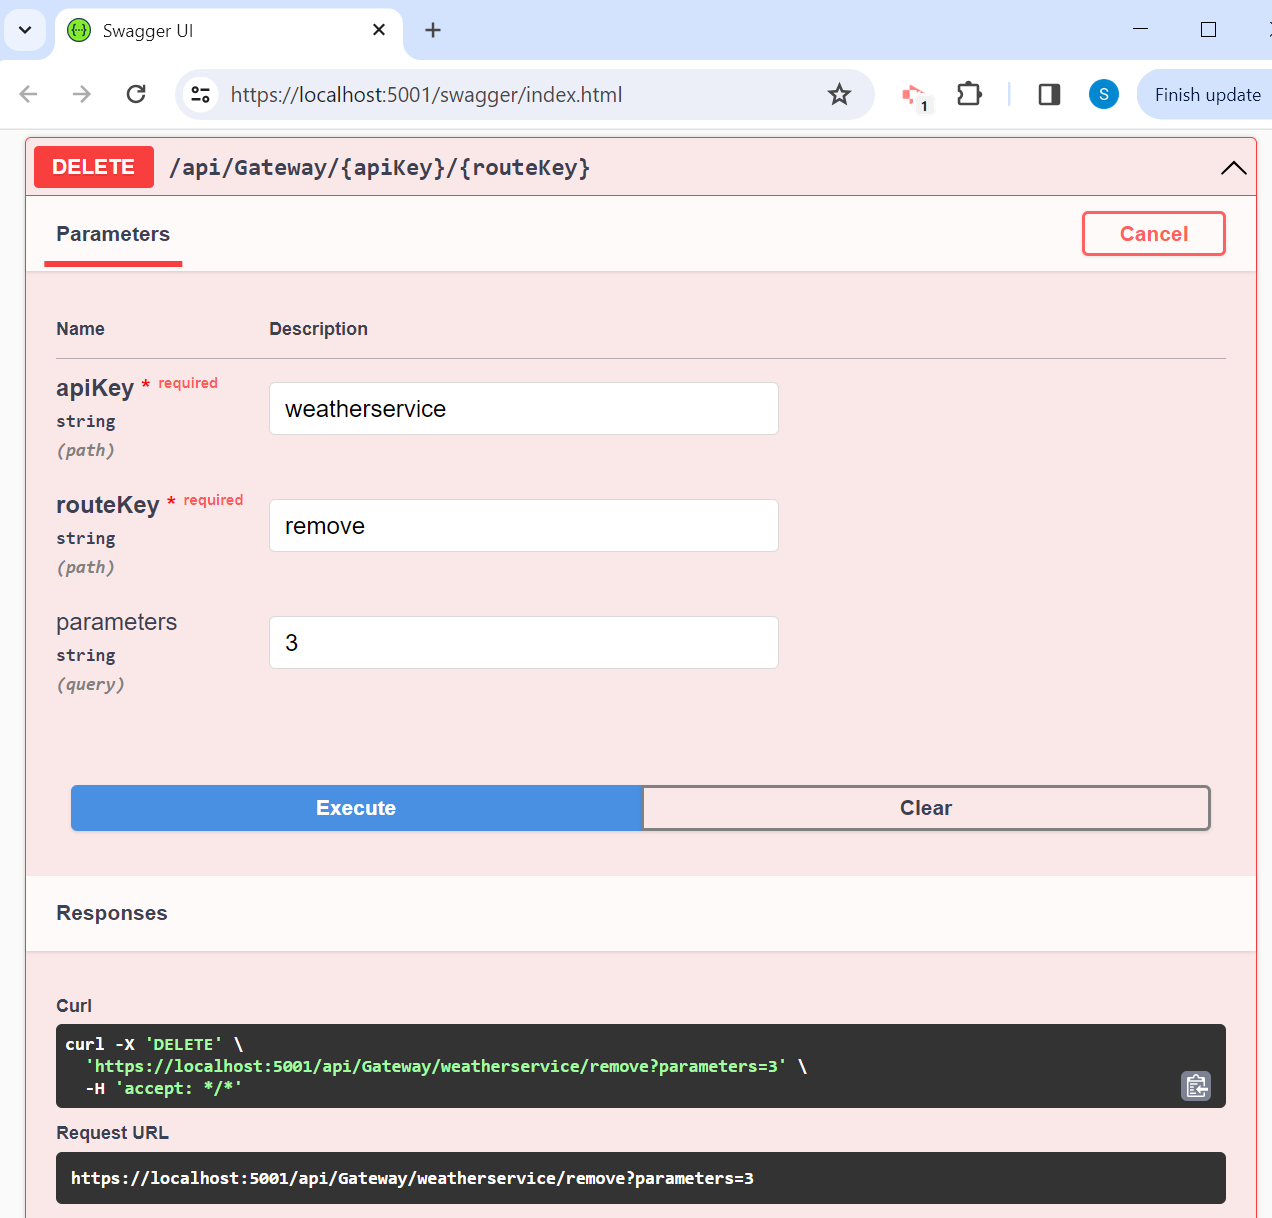 Swagger UI
https://localhost:5001/swagger/index.html
1
S
Finish update
DELETE /api/Gateway/{apiKey}/{routeKey}
Parameters
Cancel
Name Description
apiKey * required
string
(path)
weatherservice
routeKey * required
string
(path)
remove
parameters
string
(query)
3
Execute
Clear
Responses
Curl
curl -X 'DELETE' \
'https://localhost:5001/api/Gateway/weatherservice/remove?parameters=3' \
-H 'accept: */*'
Request URL
https://localhost:5001/api/Gateway/weatherservice/remove?parameters=3